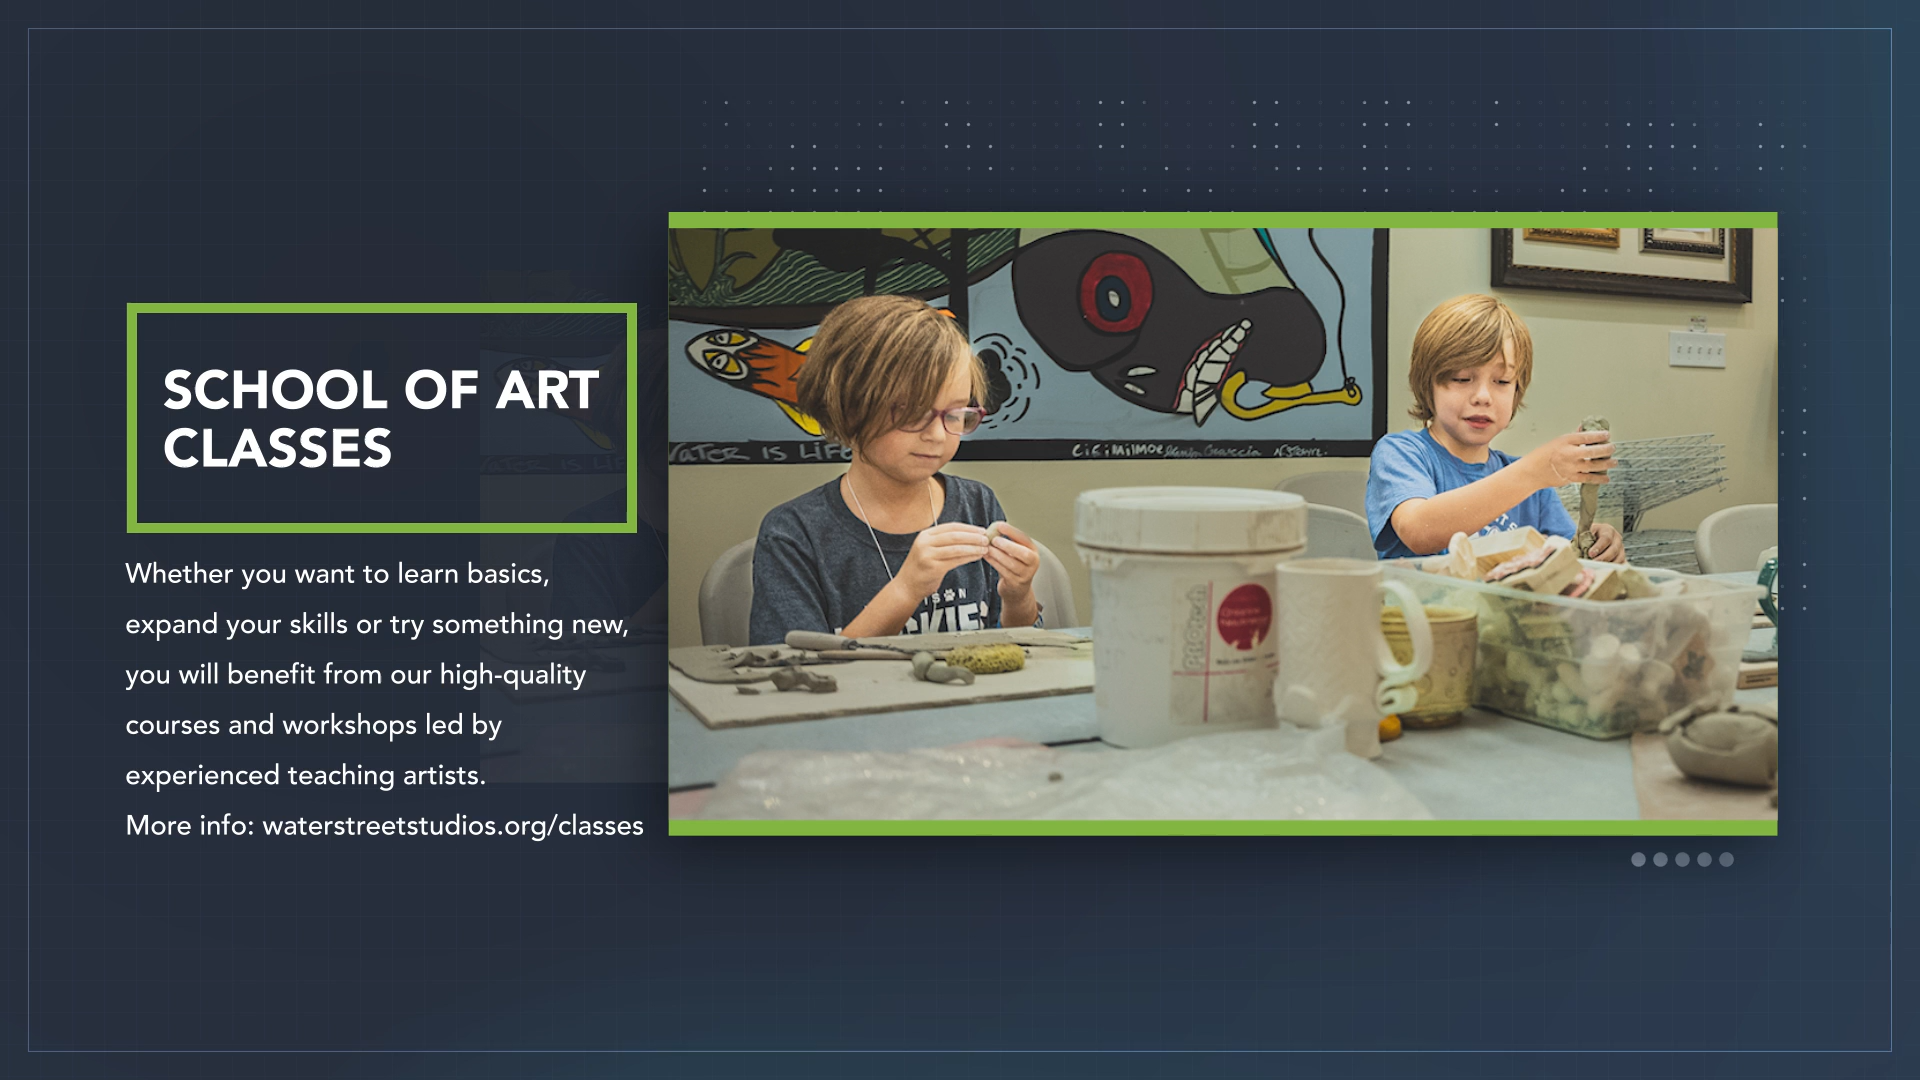 SCHOOL OF ART
CLASSES
Whether you want to learn basics,
expand your skills or try something new,
you will benefit from our high-quality
courses and workshops led by
experienced teaching artists.
More info: waterstreetstudios.org/classes
WATER IS LIFE